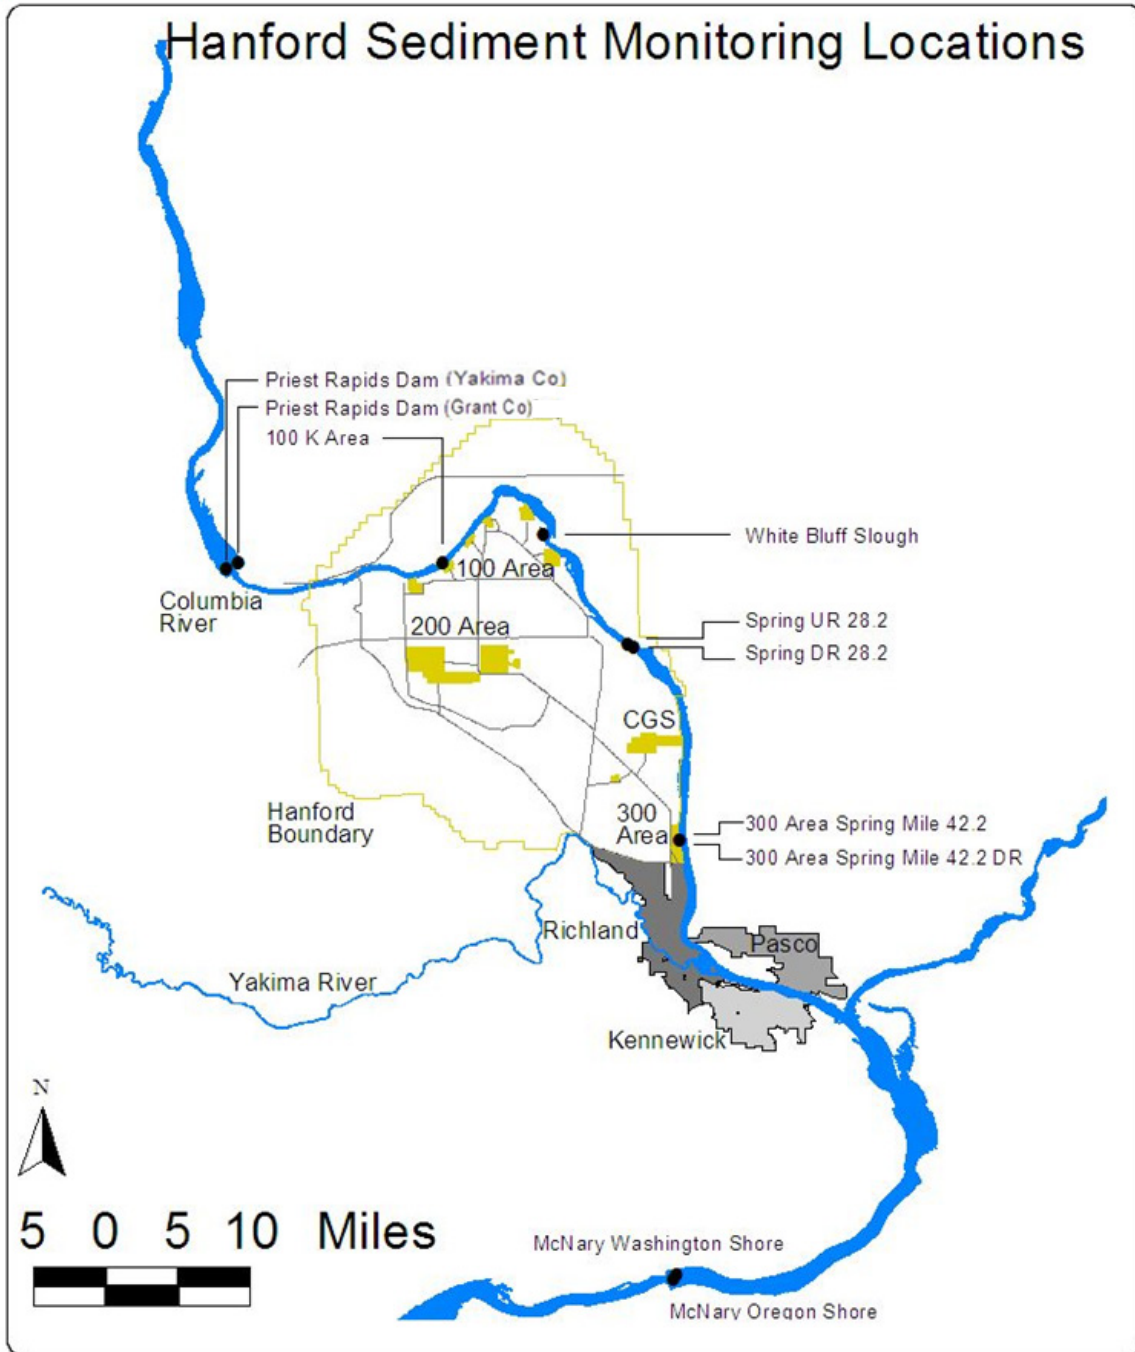 Hanford Sediment Monitoring Locations
Priest Rapids Dam (Yakima Co)
Priest Rapids Dam (Grant Co)
100 K Area
White Bluff Slough
100 Area
Columbia
River
200 Area
Spring UR 28.2
Spring DR 28.2
CGS
Hanford
Boundary
300
Area
300 Area Spring Mile 42.2
300 Area Spring Mile 42.2 DR
Richland
Pasco
Yakima River
Kennewick
N
5 0 5 10 Miles
McNary Washington Shore
McNary Oregon Shore